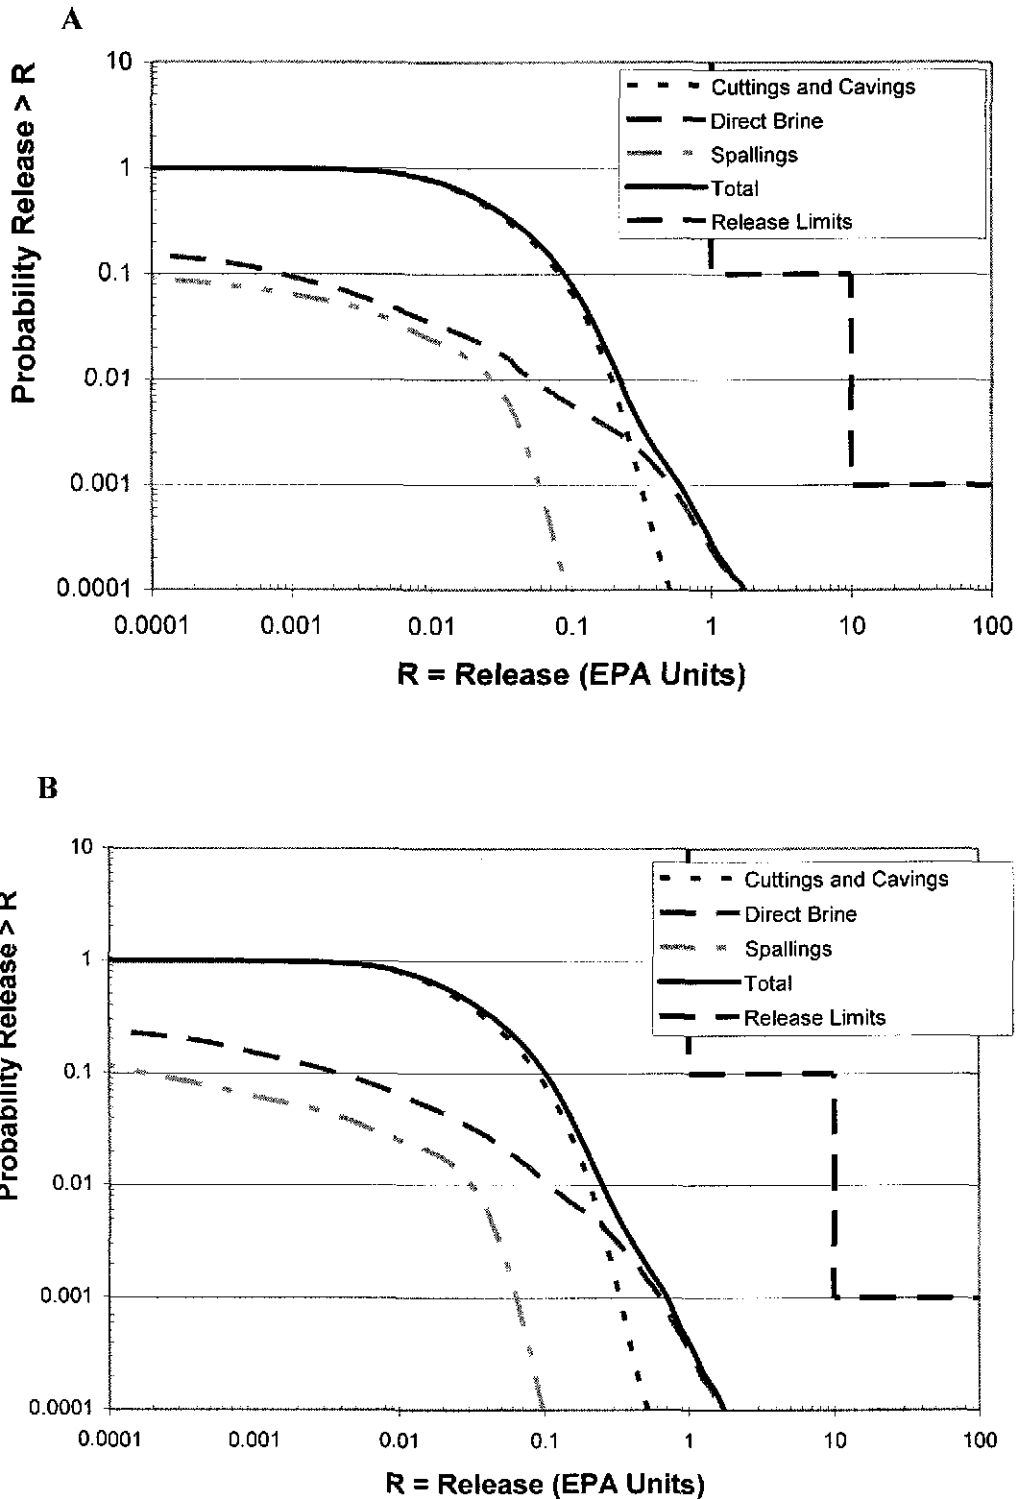 A
10
1
0.1
0.01
0.001
0.0001
Probability Release > R
Cuttings and Cavings
Direct Brine
Spallings
Total
Release Limits
0.0001 0.001 0.01 0.1 1 10 100
R = Release (EPA Units)
B
10
1
0.1
0.01
0.001
0.0001
Probability Release > R
Cuttings and Cavings
Direct Brine
Spallings
Total
Release Limits
0.0001 0.001 0.01 0.1 1 10 100
R = Release (EPA Units)